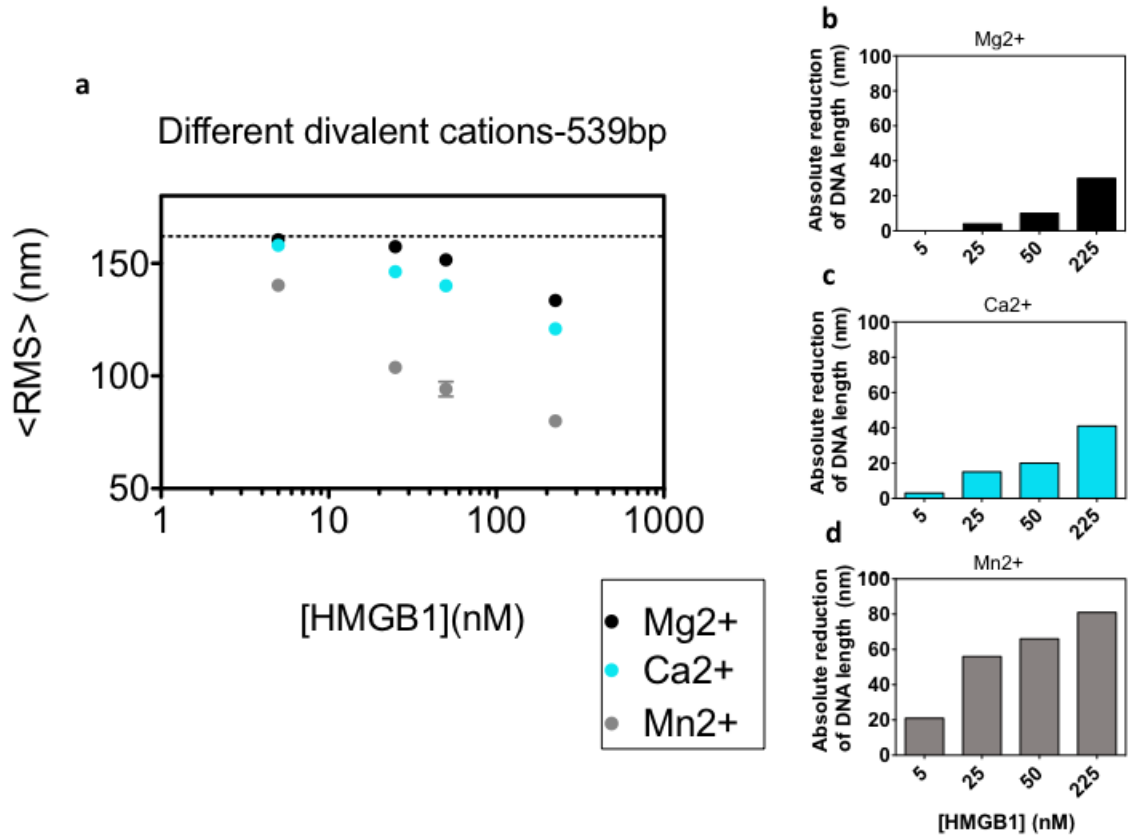 a
Different divalent cations-539bp
<RMS> (nm)
150
100
50
1
10
100
1000
[HMGB1](nM)
Mg2+
Ca2+
Mn2+
b
Mg2+
Absolute reduction
of DNA length (nm)
100
80
60
40
20
0
5
25
50
225
c
Ca2+
Absolute reduction
of DNA length (nm)
100
80
60
40
20
0
5
25
50
225
d
Mn2+
Absolute reduction
of DNA length (nm)
100
80
60
40
20
0
5
25
50
225
[HMGB1] (nM)